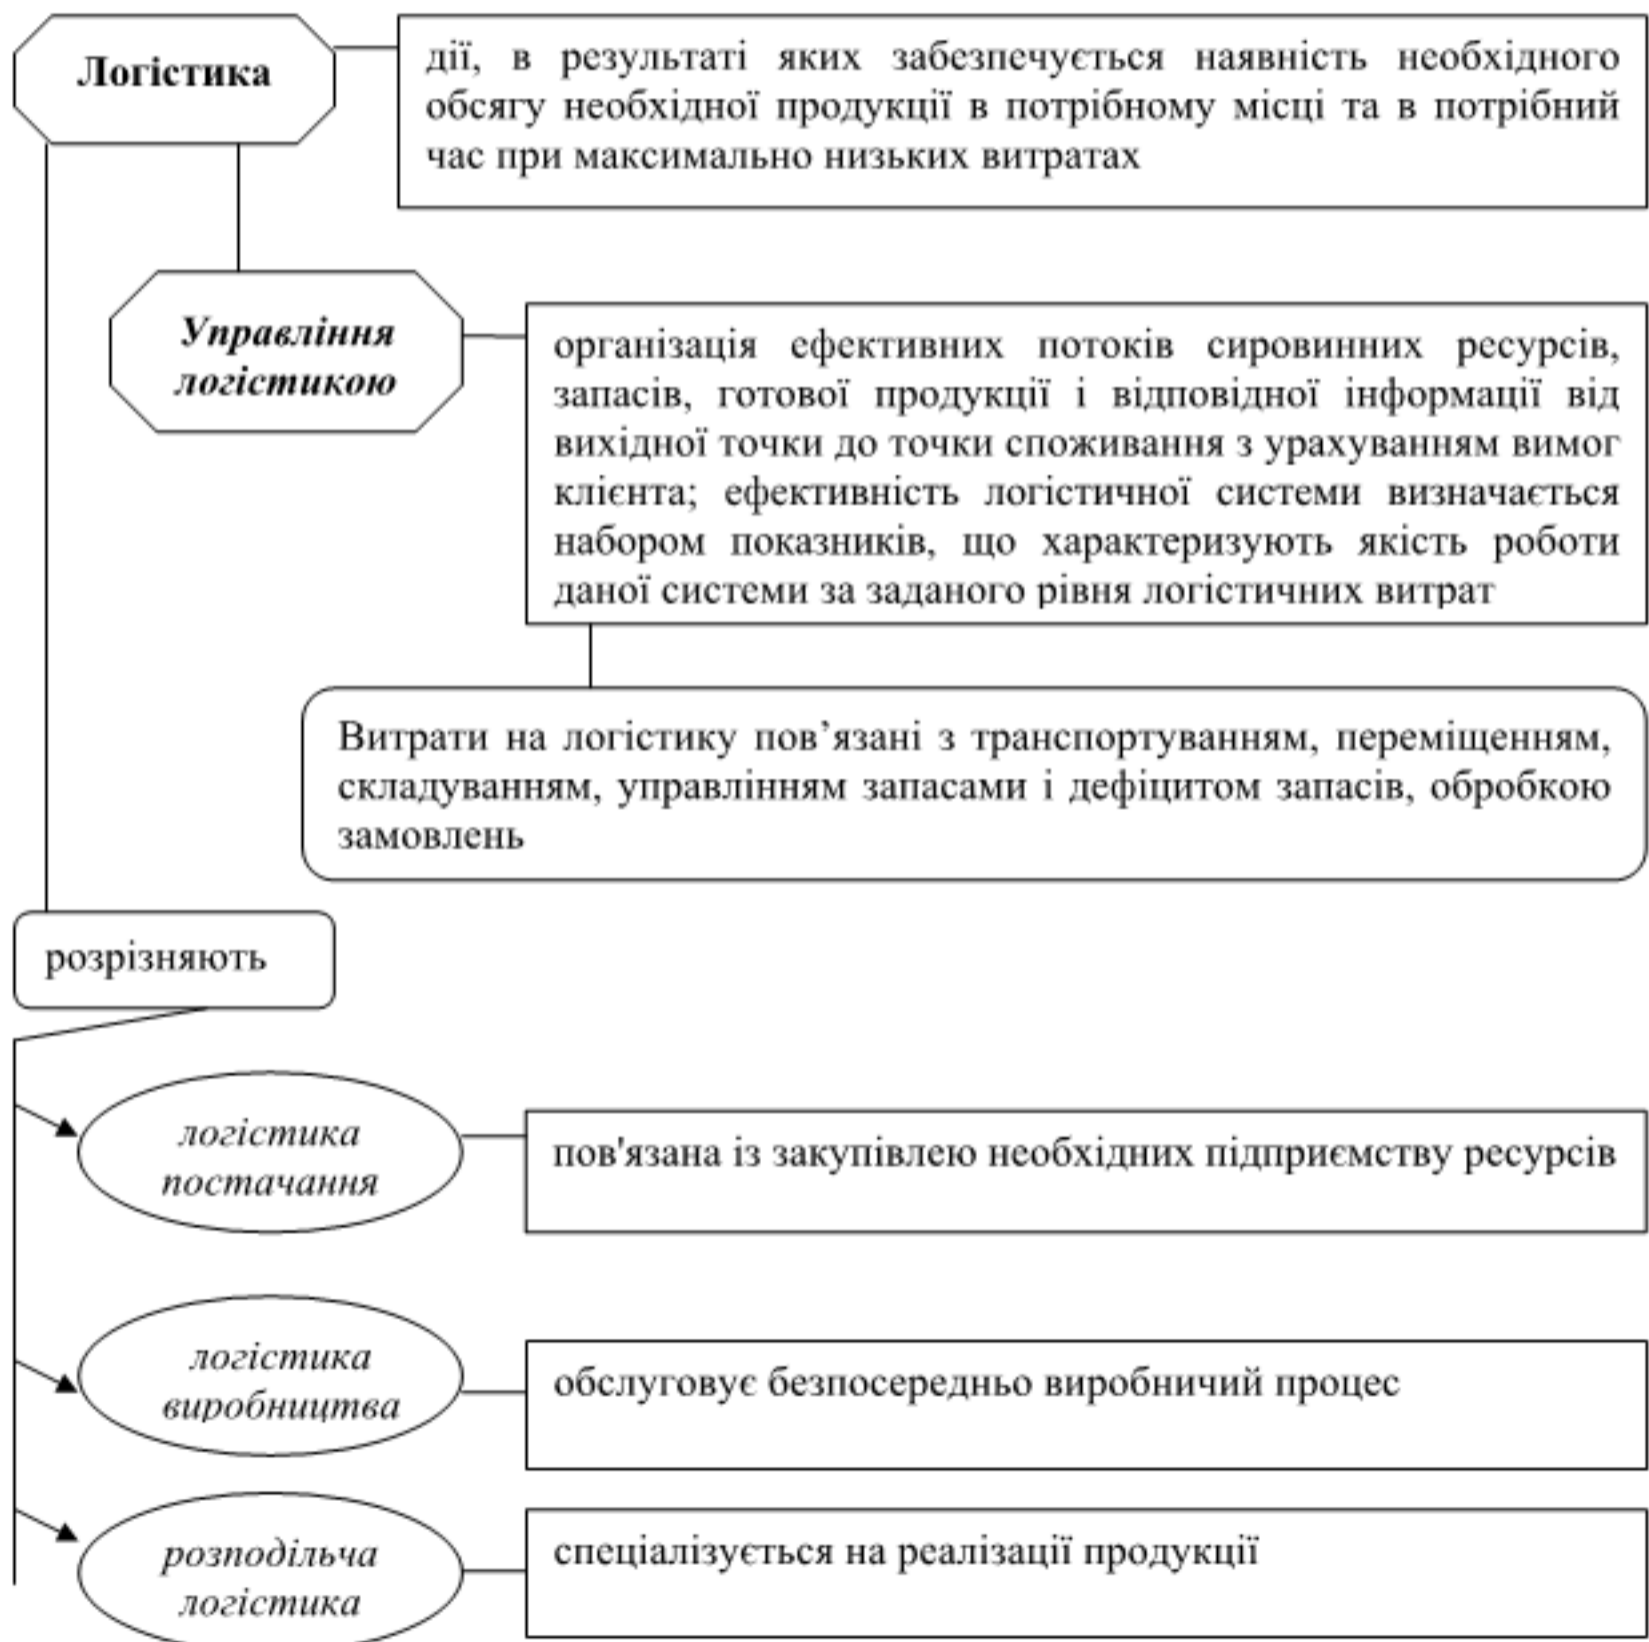 Логістика
дії, в результаті яких забезпечується наявність необхідного
обсягу необхідної продукції в потрібному місці та в потрібний
час при максимально низьких витратах
Управління
логістикою
організація ефективних потоків сировинних ресурсів,
запасів, готової продукції і відповідної інформації від
вихідної точки до точки споживання з урахуванням вимог
клієнта; ефективність логістичної системи визначається
набором показників, що характеризують якість роботи
даної системи за заданого рівня логістичних витрат
Витрати на логістику пов’язані з транспортуванням, переміщенням,
складуванням, управлінням запасами і дефіцитом запасів, обробкою
замовлень
розрізняють
логістика
постачання
пов'язана із закупівлею необхідних підприємству ресурсів
логістика
виробництва
обслуговує безпосередньо виробничий процес
розподільча
логістика
спеціалізується на реалізації продукції